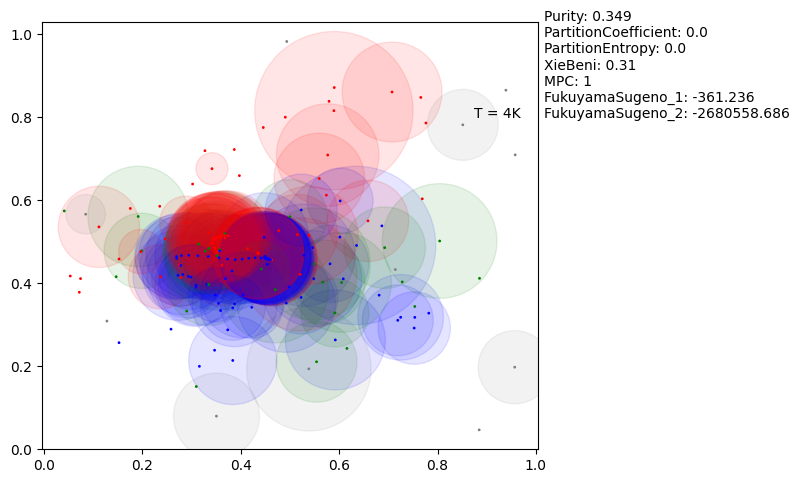 Purity: 0.349
PartitionCoefficient: 0.0
PartitionEntropy: 0.0
XieBeni: 0.31
MPC: 1
FukuyamaSugeno_1: -361.236
FukuyamaSugeno_2: -2680558.686
T = 4K
1.0
0.8
0.6
0.4
0.2
0.0
0.0 0.2 0.4 0.6 0.8 1.0